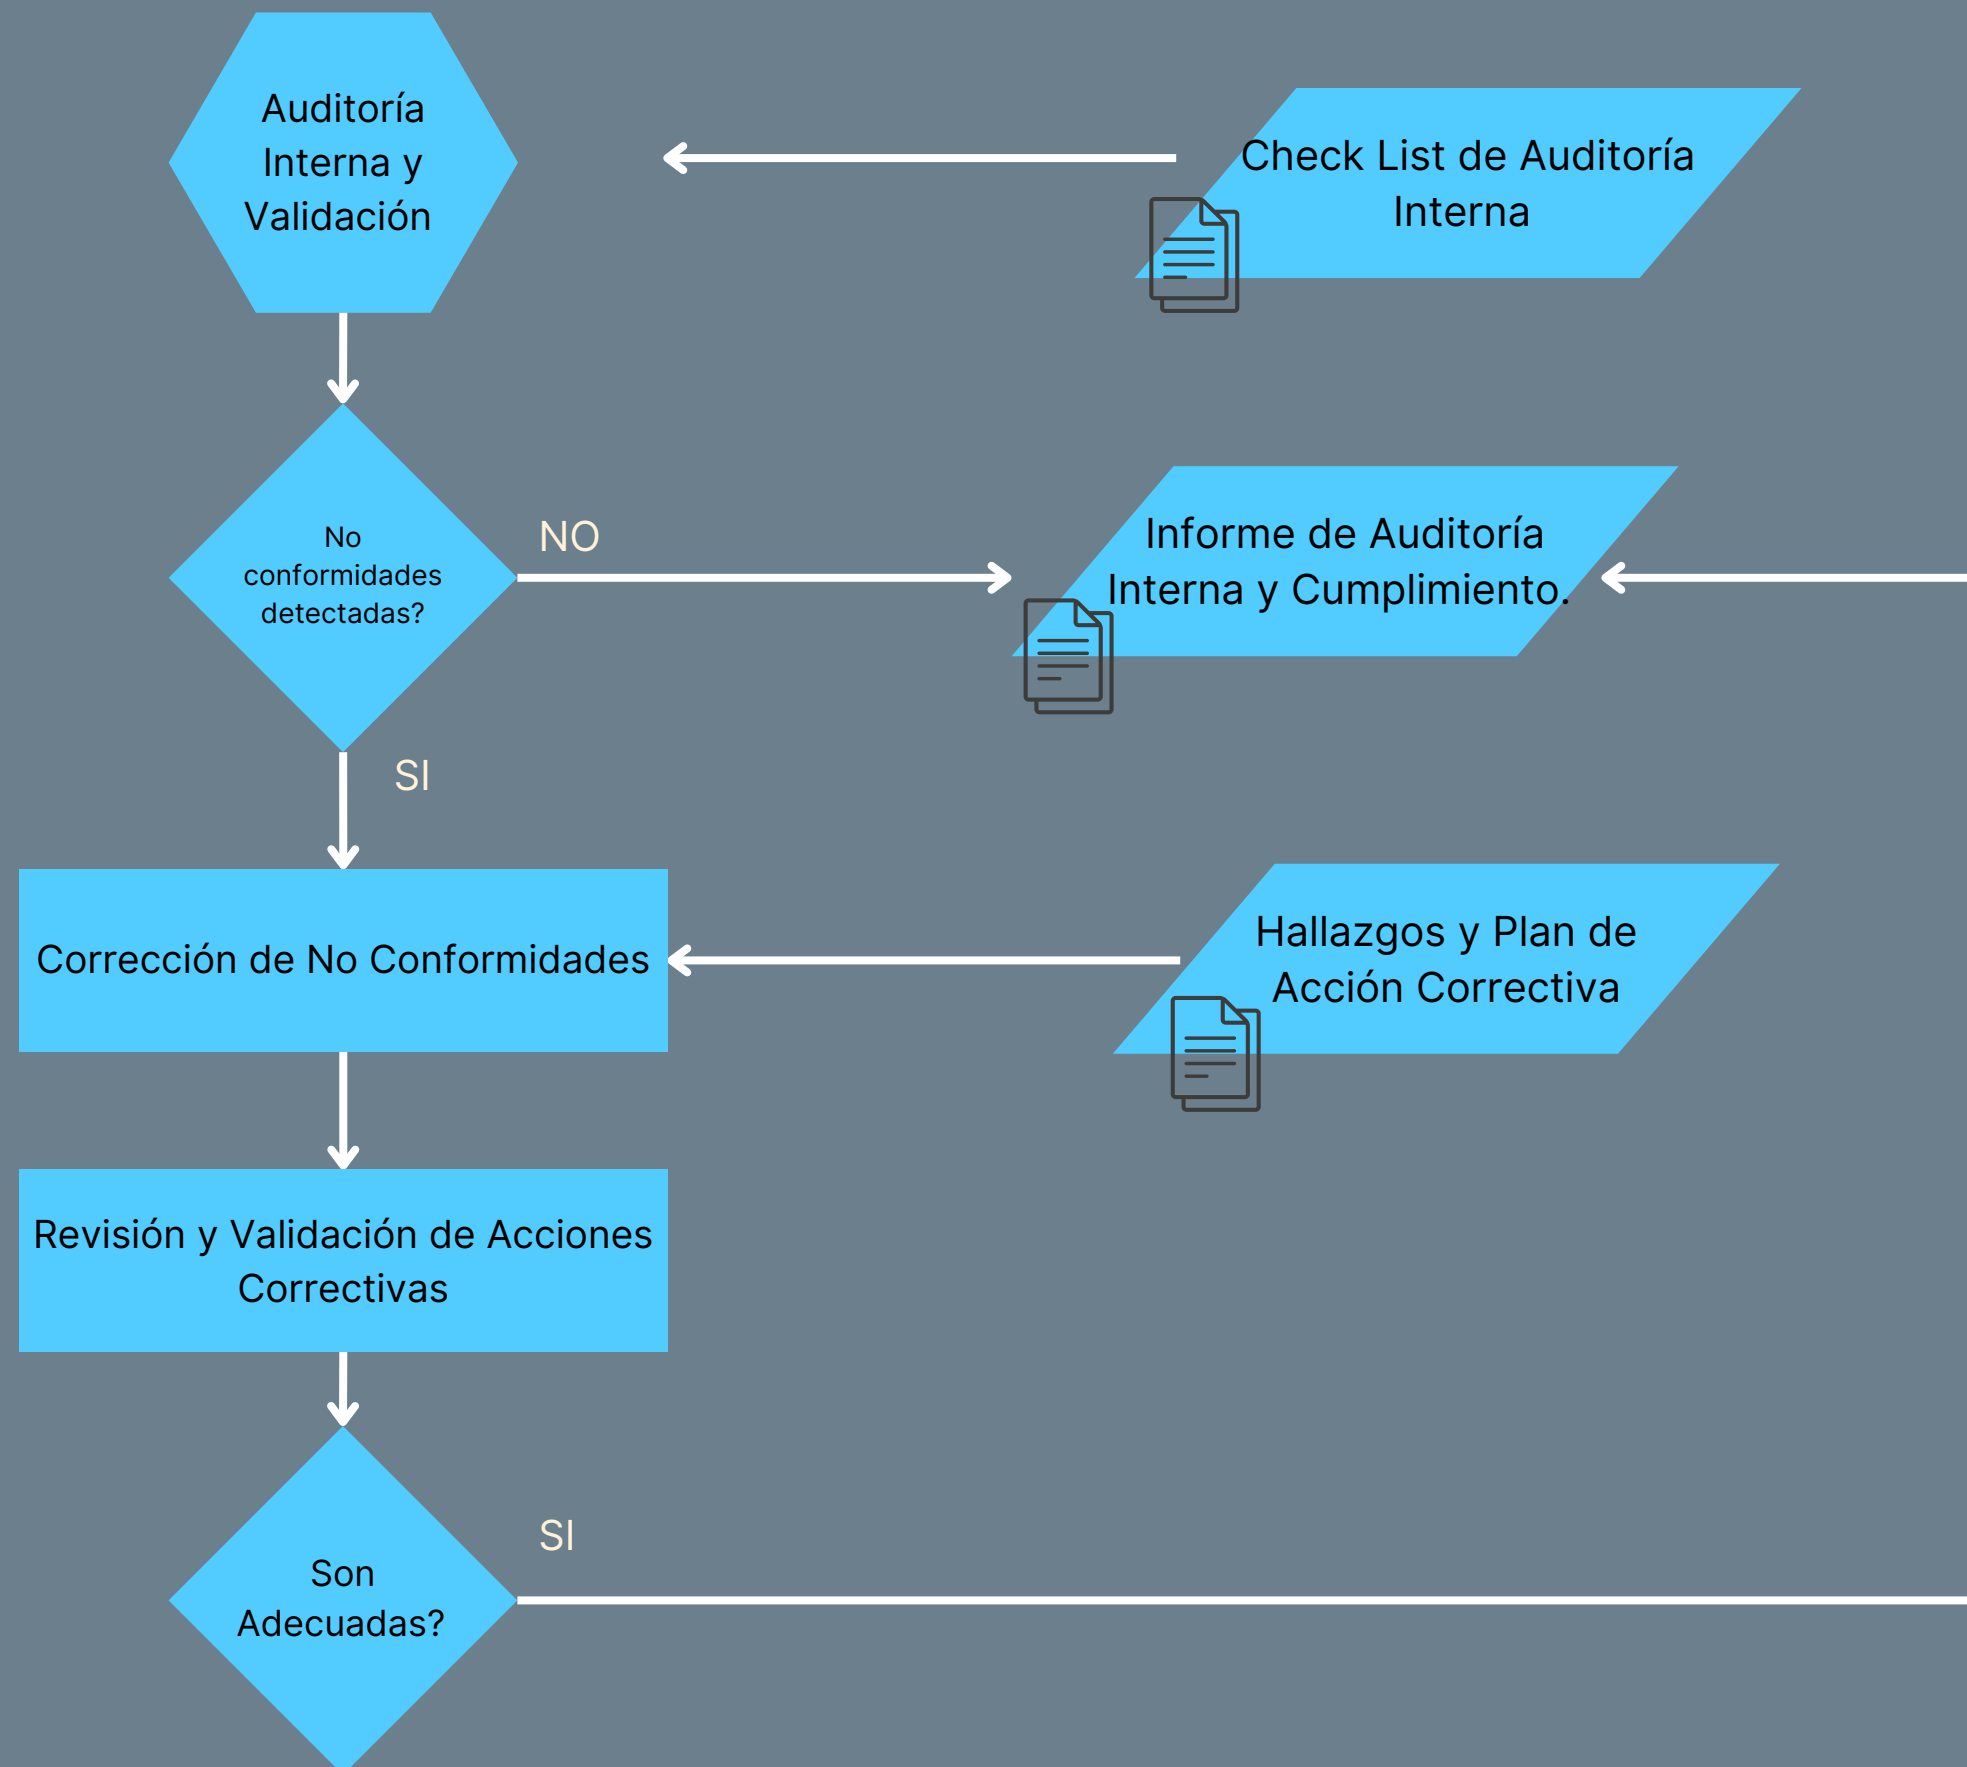 Auditoría
Interna y
Validación
Check List de Auditoría
Interna
No
conformidades
detectadas?
NO
Informe de Auditoría
Interna y Cumplimiento.
SI
Corrección de No Conformidades
Hallazgos y Plan de
Acción Correctiva
Revisión y Validación de Acciones
Correctivas
Son
Adecuadas?
SI